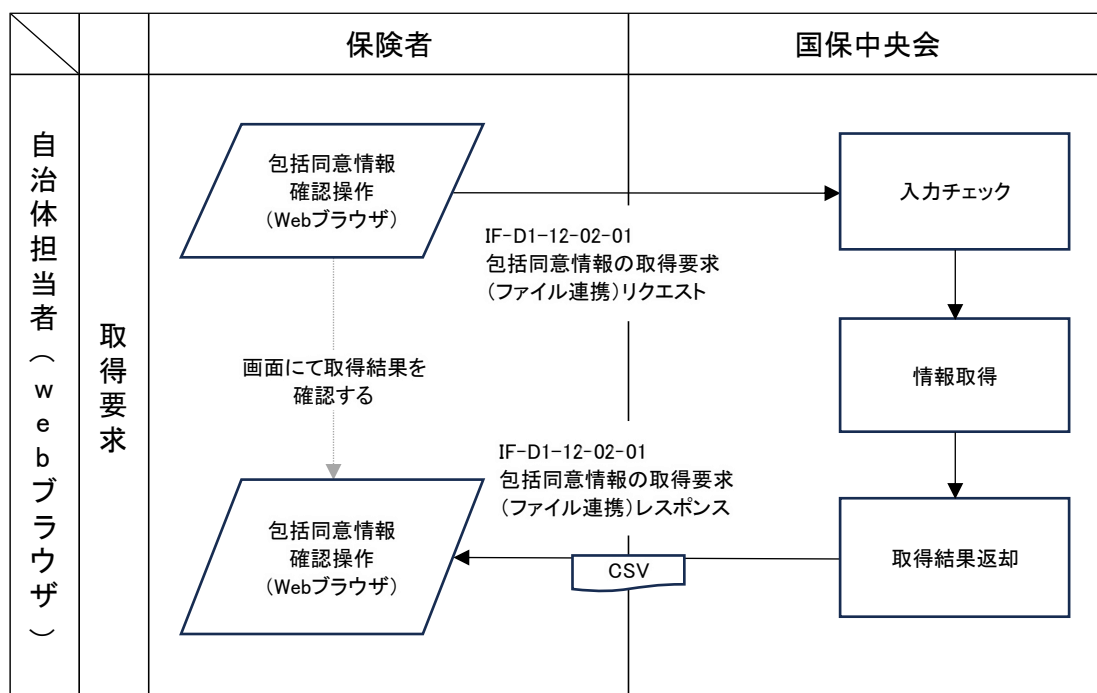 保険者
国保中央会
自治体担当者（webブラウザ）
取得要求
包括同意情報
確認操作
(Webブラウザ)
入力チェック
IF-D1-12-02-01
包括同意情報の取得要求
(ファイル連携)リクエスト
情報取得
画面にて取得結果を
確認する
IF-D1-12-02-01
包括同意情報の取得要求
(ファイル連携)レスポンス
包括同意情報
確認操作
(Webブラウザ)
CSV
取得結果返却